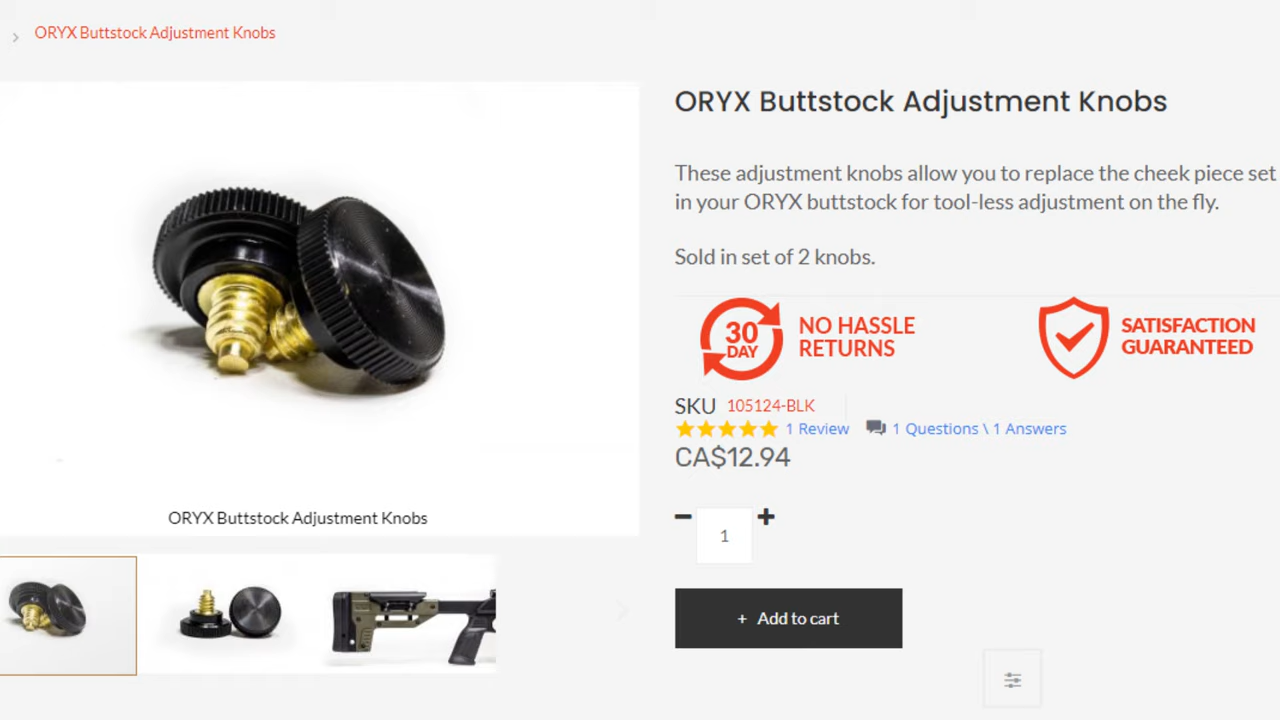 ORYX Buttstock Adjustment Knobs
ORYX Buttstock Adjustment Knobs
These adjustment knobs allow you to replace the cheek piece set
in your ORYX buttstock for tool-less adjustment on the fly.
Sold in set of 2 knobs.
30
DAY
NO HASSLE
RETURNS
SATISFACTION
GUARANTEED
SKU 105124-BLK
1 Review 1 Questions \ 1 Answers
CA$12.94
− 1 +
+ Add to cart
ORYX Buttstock Adjustment Knobs